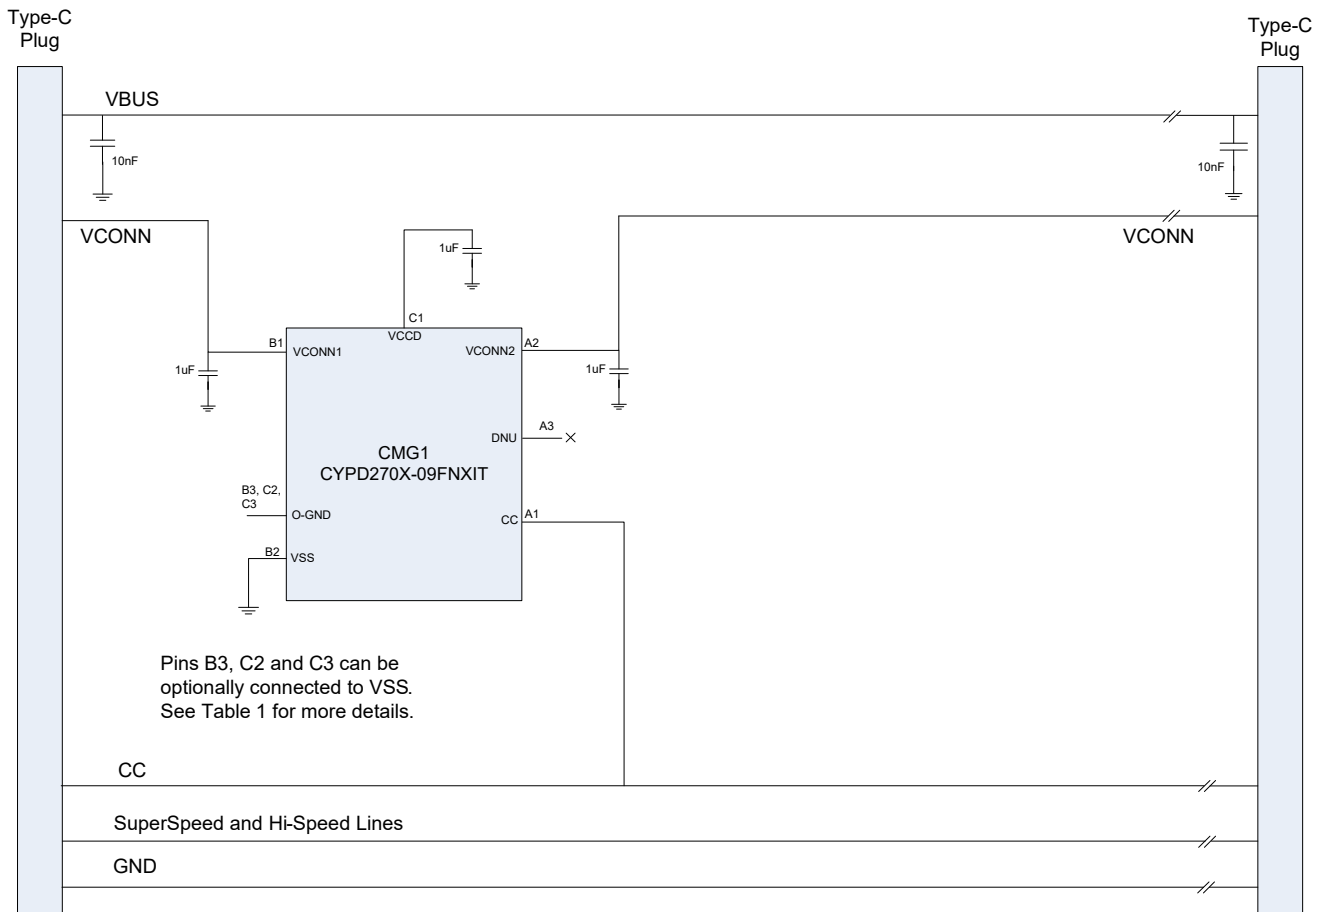 Type-C
Plug
Type-C
Plug
VBUS
10nF
10nF
VCONN
VCONN
1uF
C1
VCCD
B1
VCONN1
VCONN2
A2
1uF
1uF
A3
DNU
CMG1
CYPD270X-09FNXIT
B3, C2,
C3
O-GND
CC
A1
B2
VSS
Pins B3, C2 and C3 can be
optionally connected to VSS.
See Table 1 for more details.
CC
SuperSpeed and Hi-Speed Lines
GND